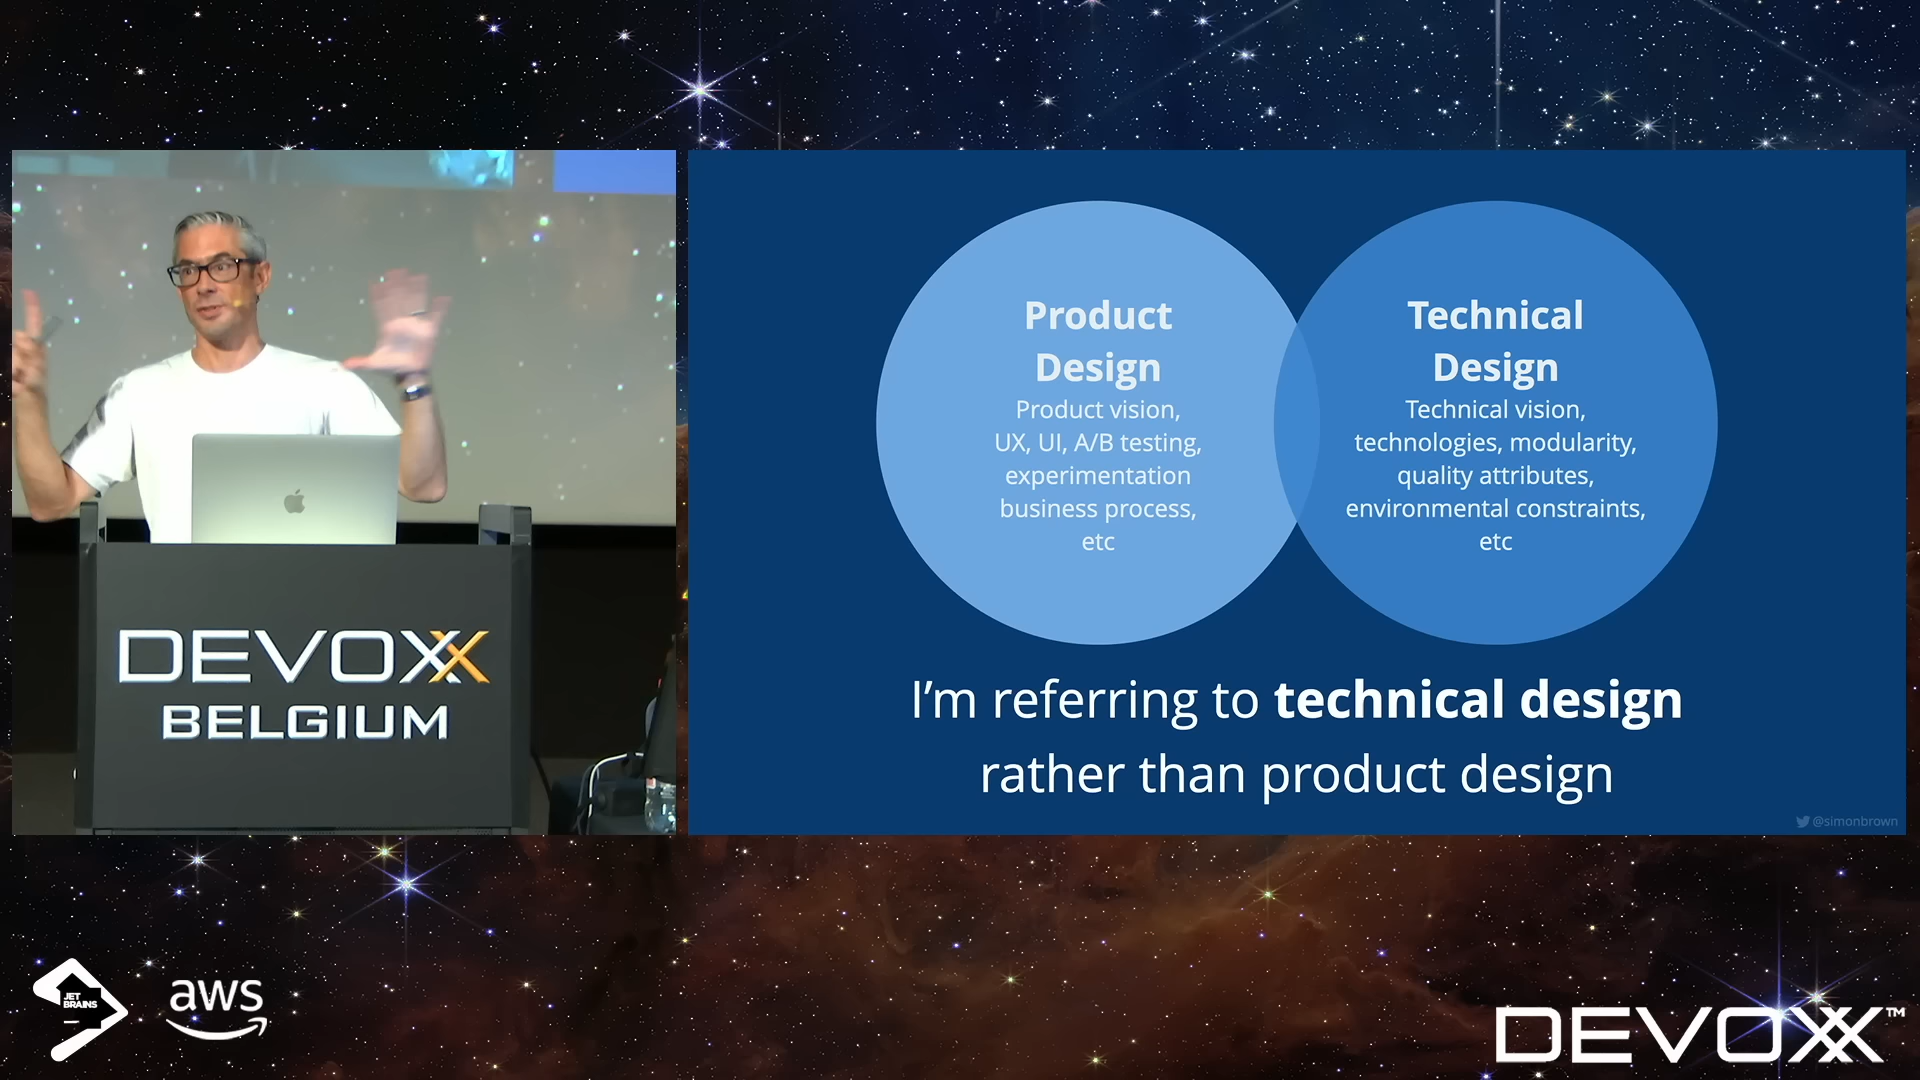 Product
Design
Product vision,
UX, UI, A/B testing,
experimentation
business process,
etc
Technical
Design
Technical vision,
technologies, modularity,
quality attributes,
environmental constraints,
etc
I'm referring to technical design
rather than product design
@simonbrown
DEVOXX
BELGIUM
JET
BRAINS
aws
DEVOXX™